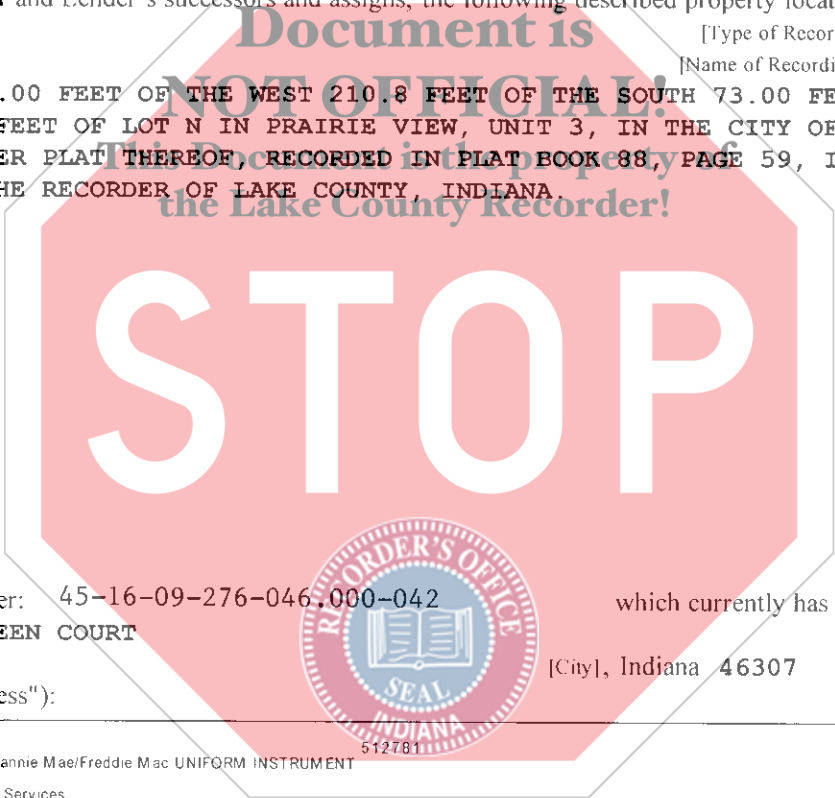 and Lender's successors and assigns, the following described property locat
Document is
[Type of Recor
[Name of Recordi
NOT OFFICIAL!
.00 FEET OF THE WEST 210.8 FEET OF THE SOUTH 73.00 FE
FEET OF LOT N IN PRAIRIE VIEW, UNIT 3, IN THE CITY OF
ER PLAT THEREOF, RECORDED IN PLAT BOOK 88, PAGE 59, I
This Document is the property of
HE RECORDER OF LAKE COUNTY, INDIANA.
the Lake County Recorder!
STOP
RECORDER'S OFFICE
er: 45-16-09-276-046.000-042 which currently has
EEN COURT
[City], Indiana 46307
SEAL
ess"):
INDIANA
512781
annie Mae/Freddie Mac UNIFORM INSTRUMENT
Services